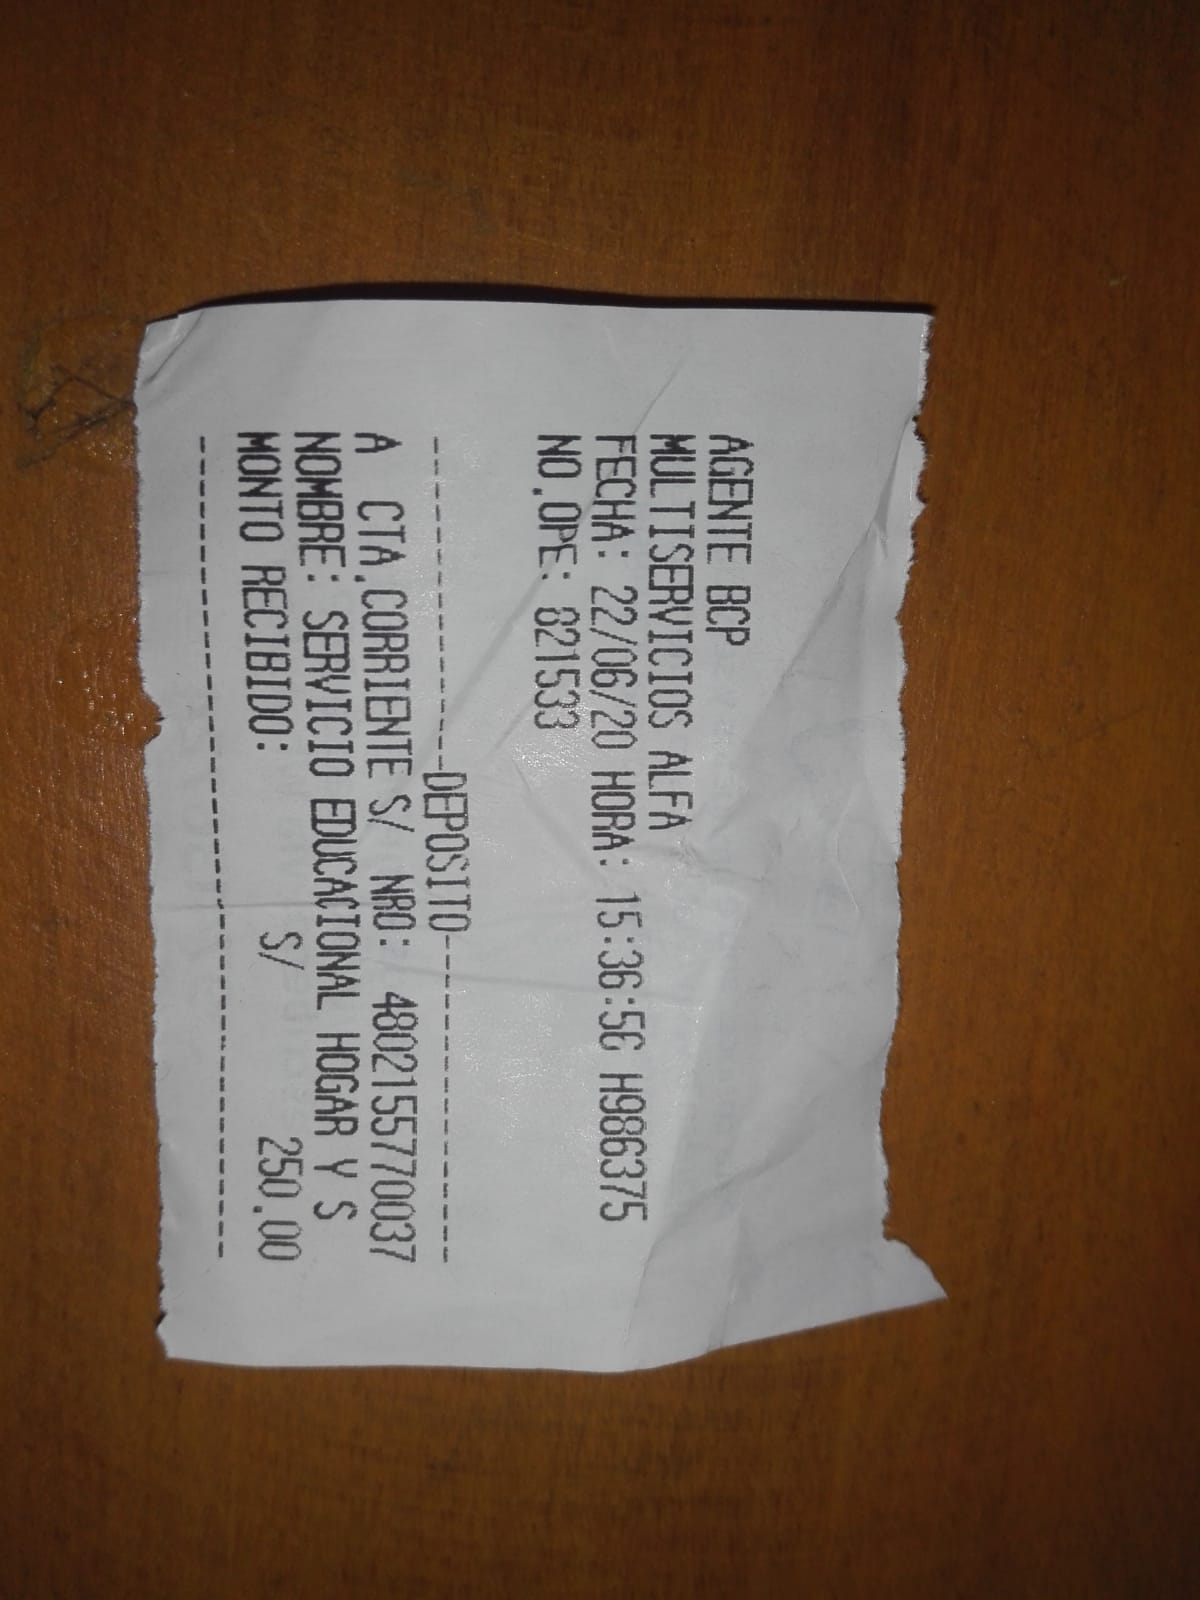 AGENTE BCP
MULTISERVICIOS ALFA
FECHA: 22/06/20 HORA: 15:36:56 H986375
NO.OPE: 821533
---------------DEPOSITO---------------
A CTA.CORRIENTE S/ NRO: 4802155770037
NOMBRE: SERVICIO EDUCACIONAL HOGAR Y S
MONTO RECIBIDO: S/ 250.00
--------------------------------------